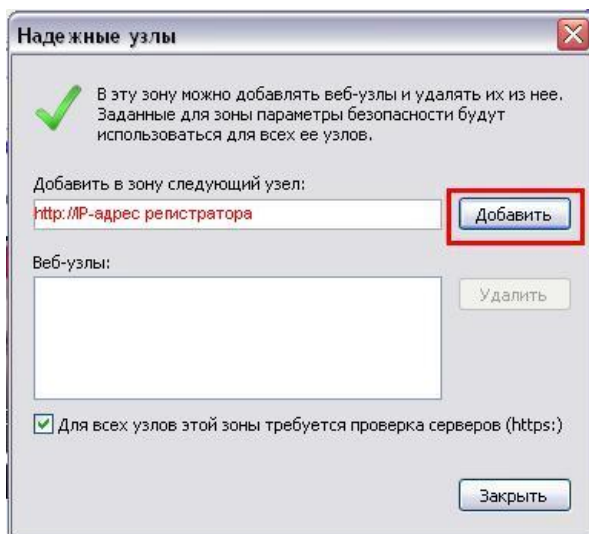 Надежные узлы
В эту зону можно добавлять веб-узлы и удалять их из нее.
Заданные для зоны параметры безопасности будут
использоваться для всех ее узлов.
Добавить в зону следующий узел:
http://IP-адрес регистратора
Добавить
Веб-узлы:
Удалить
Для всех узлов этой зоны требуется проверка серверов (https:)
Закрыть